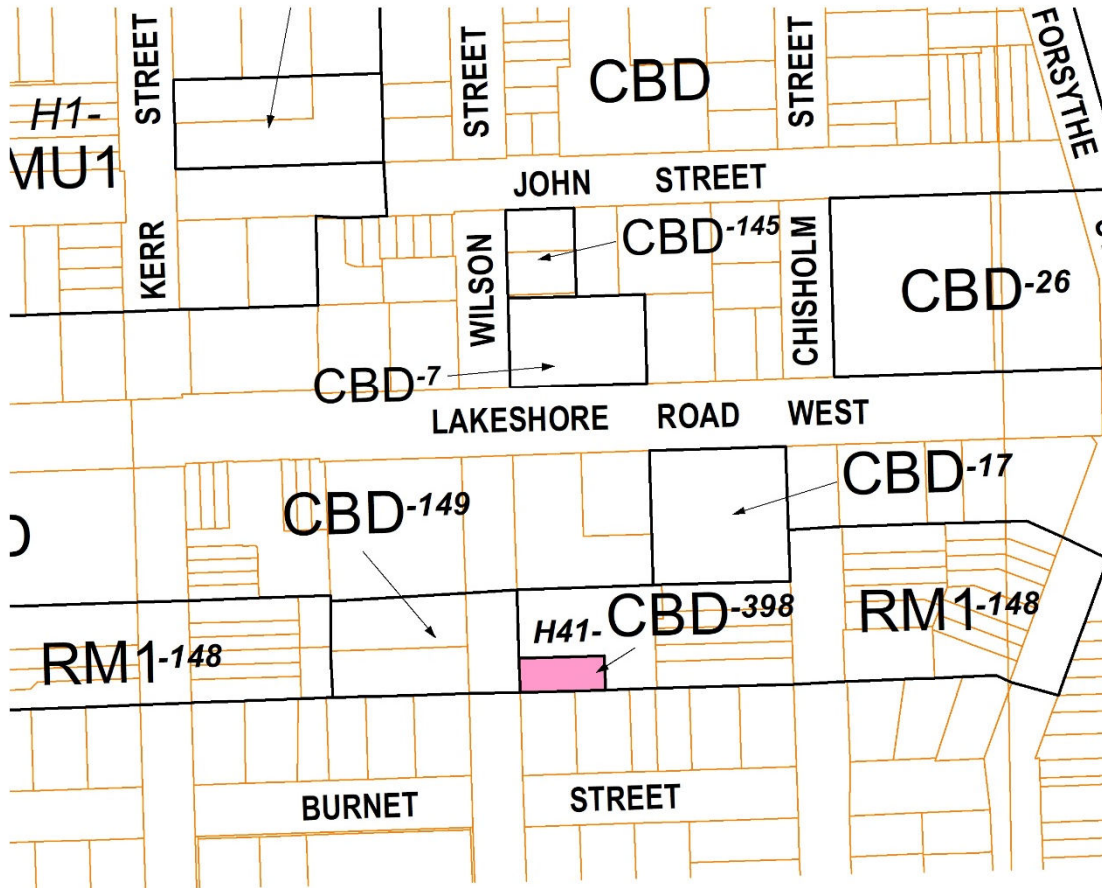 STREET
STREET
STREET
FORSYTHE
CBD
H1-
MU1
JOHN STREET
KERR
WILSON
CBD-145
CHISHOLM
CBD-26
CBD-7
LAKESHORE ROAD WEST
CBD-17
CBD-149
H41-CBD-398
RM1-148
RM1-148
BURNET STREET